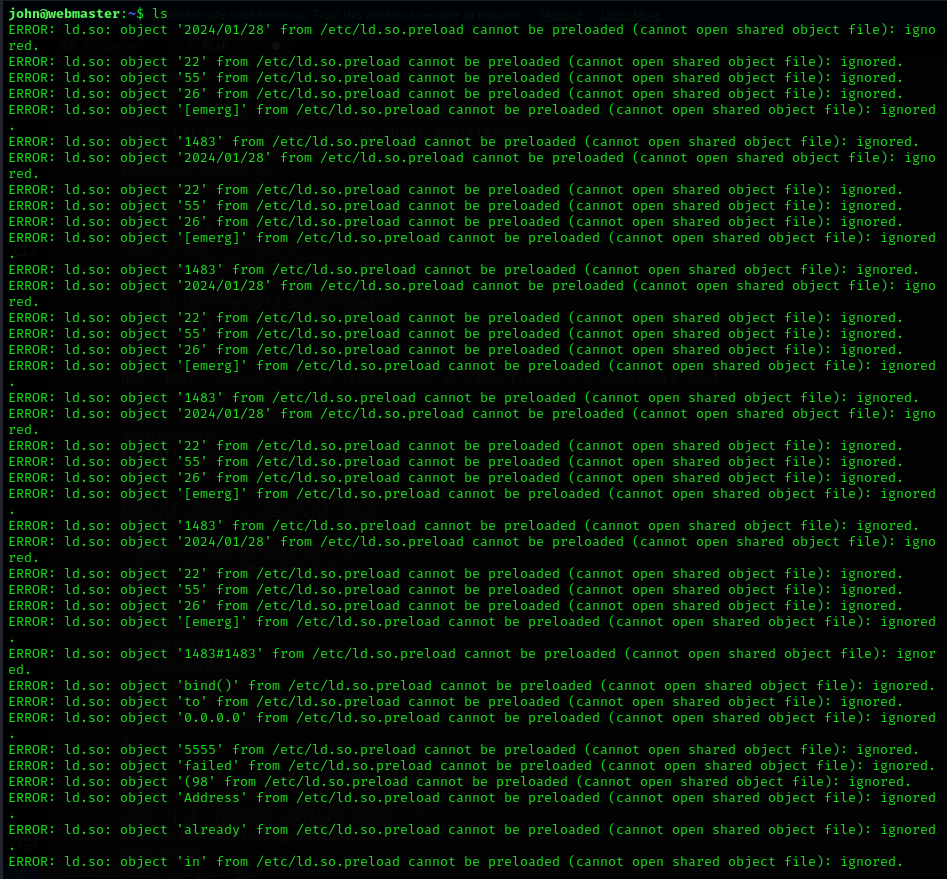 john@webmaster:~$ ls
ERROR: ld.so: object '2024/01/28' from /etc/ld.so.preload cannot be preloaded (cannot open shared object file): igno
red.
ERROR: ld.so: object '22' from /etc/ld.so.preload cannot be preloaded (cannot open shared object file): ignored.
ERROR: ld.so: object '55' from /etc/ld.so.preload cannot be preloaded (cannot open shared object file): ignored.
ERROR: ld.so: object '26' from /etc/ld.so.preload cannot be preloaded (cannot open shared object file): ignored.
ERROR: ld.so: object '[emerg]' from /etc/ld.so.preload cannot be preloaded (cannot open shared object file): ignored
.
ERROR: ld.so: object '1483' from /etc/ld.so.preload cannot be preloaded (cannot open shared object file): ignored.
ERROR: ld.so: object '2024/01/28' from /etc/ld.so.preload cannot be preloaded (cannot open shared object file): igno
red.
ERROR: ld.so: object '22' from /etc/ld.so.preload cannot be preloaded (cannot open shared object file): ignored.
ERROR: ld.so: object '55' from /etc/ld.so.preload cannot be preloaded (cannot open shared object file): ignored.
ERROR: ld.so: object '26' from /etc/ld.so.preload cannot be preloaded (cannot open shared object file): ignored.
ERROR: ld.so: object '[emerg]' from /etc/ld.so.preload cannot be preloaded (cannot open shared object file): ignored
.
ERROR: ld.so: object '1483' from /etc/ld.so.preload cannot be preloaded (cannot open shared object file): ignored.
ERROR: ld.so: object '2024/01/28' from /etc/ld.so.preload cannot be preloaded (cannot open shared object file): igno
red.
ERROR: ld.so: object '22' from /etc/ld.so.preload cannot be preloaded (cannot open shared object file): ignored.
ERROR: ld.so: object '55' from /etc/ld.so.preload cannot be preloaded (cannot open shared object file): ignored.
ERROR: ld.so: object '26' from /etc/ld.so.preload cannot be preloaded (cannot open shared object file): ignored.
ERROR: ld.so: object '[emerg]' from /etc/ld.so.preload cannot be preloaded (cannot open shared object file): ignored
.
ERROR: ld.so: object '1483' from /etc/ld.so.preload cannot be preloaded (cannot open shared object file): ignored.
ERROR: ld.so: object '2024/01/28' from /etc/ld.so.preload cannot be preloaded (cannot open shared object file): igno
red.
ERROR: ld.so: object '22' from /etc/ld.so.preload cannot be preloaded (cannot open shared object file): ignored.
ERROR: ld.so: object '55' from /etc/ld.so.preload cannot be preloaded (cannot open shared object file): ignored.
ERROR: ld.so: object '26' from /etc/ld.so.preload cannot be preloaded (cannot open shared object file): ignored.
ERROR: ld.so: object '[emerg]' from /etc/ld.so.preload cannot be preloaded (cannot open shared object file): ignored
.
ERROR: ld.so: object '1483' from /etc/ld.so.preload cannot be preloaded (cannot open shared object file): ignored.
ERROR: ld.so: object '2024/01/28' from /etc/ld.so.preload cannot be preloaded (cannot open shared object file): igno
red.
ERROR: ld.so: object '22' from /etc/ld.so.preload cannot be preloaded (cannot open shared object file): ignored.
ERROR: ld.so: object '55' from /etc/ld.so.preload cannot be preloaded (cannot open shared object file): ignored.
ERROR: ld.so: object '26' from /etc/ld.so.preload cannot be preloaded (cannot open shared object file): ignored.
ERROR: ld.so: object '[emerg]' from /etc/ld.so.preload cannot be preloaded (cannot open shared object file): ignored
.
ERROR: ld.so: object '1483#1483' from /etc/ld.so.preload cannot be preloaded (cannot open shared object file): ignor
ed.
ERROR: ld.so: object 'bind()' from /etc/ld.so.preload cannot be preloaded (cannot open shared object file): ignored.
ERROR: ld.so: object 'to' from /etc/ld.so.preload cannot be preloaded (cannot open shared object file): ignored.
ERROR: ld.so: object '0.0.0.0' from /etc/ld.so.preload cannot be preloaded (cannot open shared object file): ignored
.
ERROR: ld.so: object '5555' from /etc/ld.so.preload cannot be preloaded (cannot open shared object file): ignored.
ERROR: ld.so: object 'failed' from /etc/ld.so.preload cannot be preloaded (cannot open shared object file): ignored.
ERROR: ld.so: object '(98' from /etc/ld.so.preload cannot be preloaded (cannot open shared object file): ignored.
ERROR: ld.so: object 'Address' from /etc/ld.so.preload cannot be preloaded (cannot open shared object file): ignored
.
ERROR: ld.so: object 'already' from /etc/ld.so.preload cannot be preloaded (cannot open shared object file): ignored
.
ERROR: ld.so: object 'in' from /etc/ld.so.preload cannot be preloaded (cannot open shared object file): ignored.